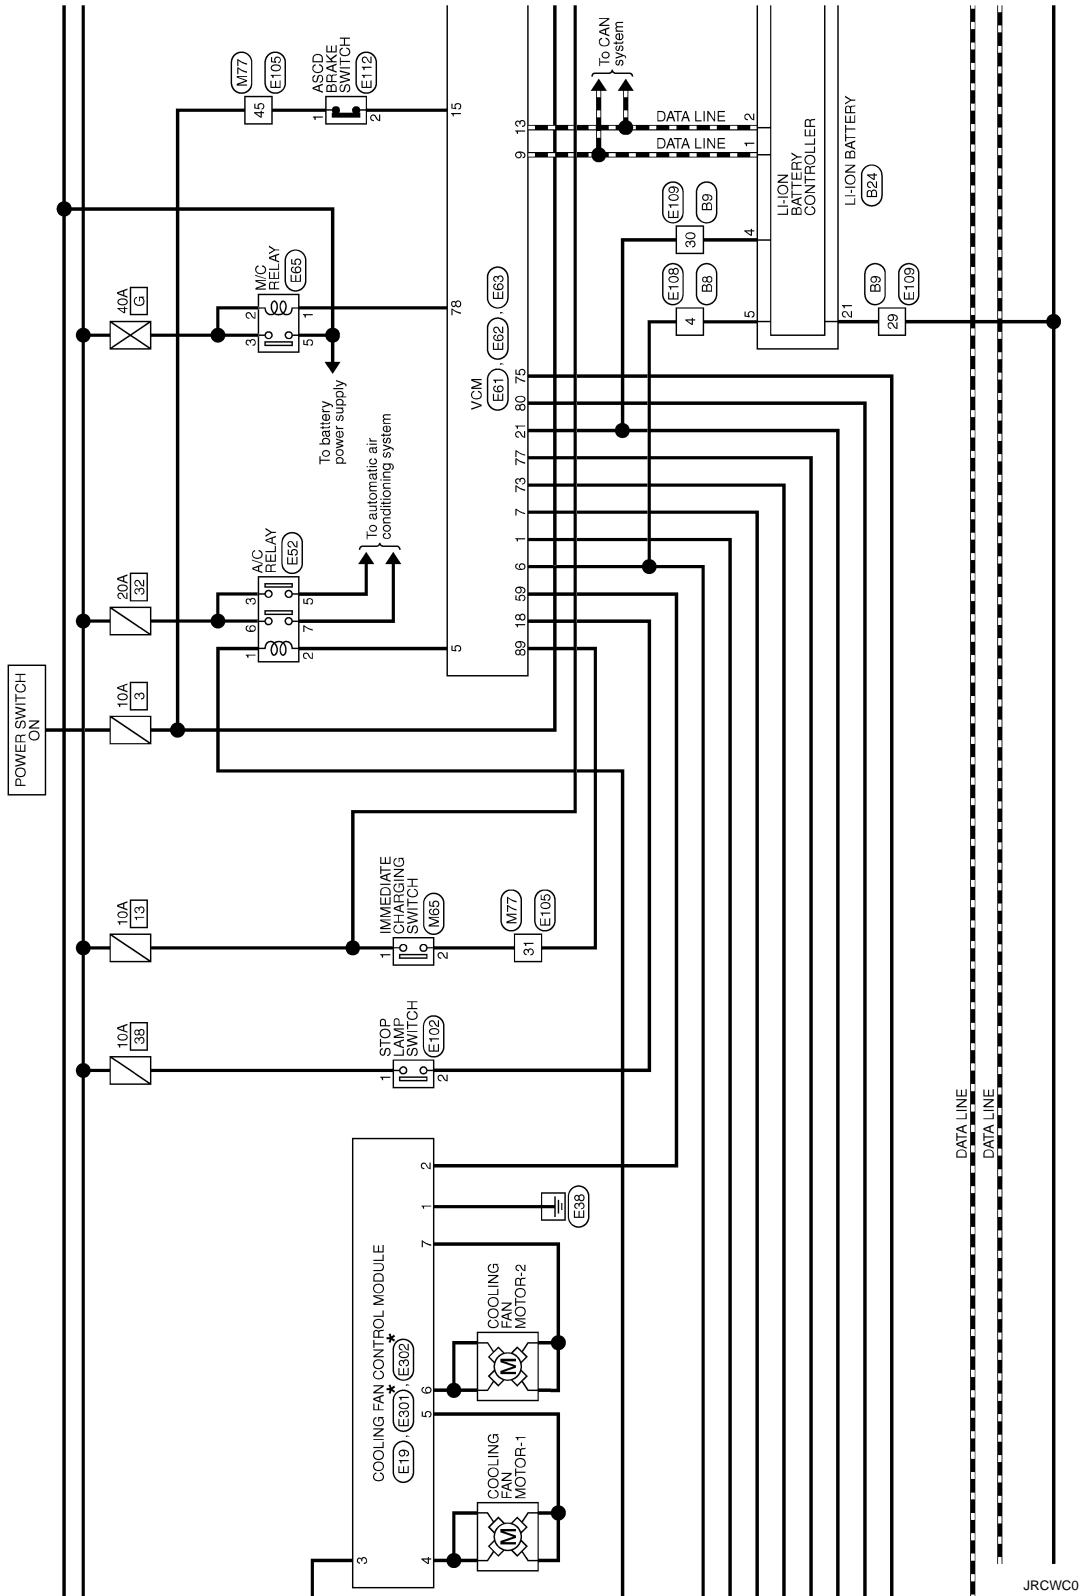 POWER SWITCH
ON
10A
38
10A
13
10A
3
20A
32
40A
G
A/C
RELAY
E52
1
6
3
2
7
5
To automatic air
conditioning system
M/C
RELAY
E65
3
2
5
1
To battery
power supply
M77
E105
45
ASCD
BRAKE
SWITCH
E112
1
2
STOP
LAMP
SWITCH
E102
1
2
IMMEDIATE
CHARGING
SWITCH
M65
1
2
M77
E105
31
VCM
E61 , E62 , E63
5
78
15
89
18
59
6
1
7
73
77
21
80
75
9
13
To CAN
system
DATA LINE
DATA LINE
E108
B8
4
E109
B9
30
5
4
1
2
LI-ION
BATTERY
CONTROLLER
LI-ION BATTERY
B24
21
B9
E109
29
COOLING FAN CONTROL MODULE
E19 , E301 * , E302 *
3
4
5
6
7
1
2
E38
COOLING
FAN
MOTOR-1
M
COOLING
FAN
MOTOR-2
M
DATA LINE
DATA LINE
JRCWC0